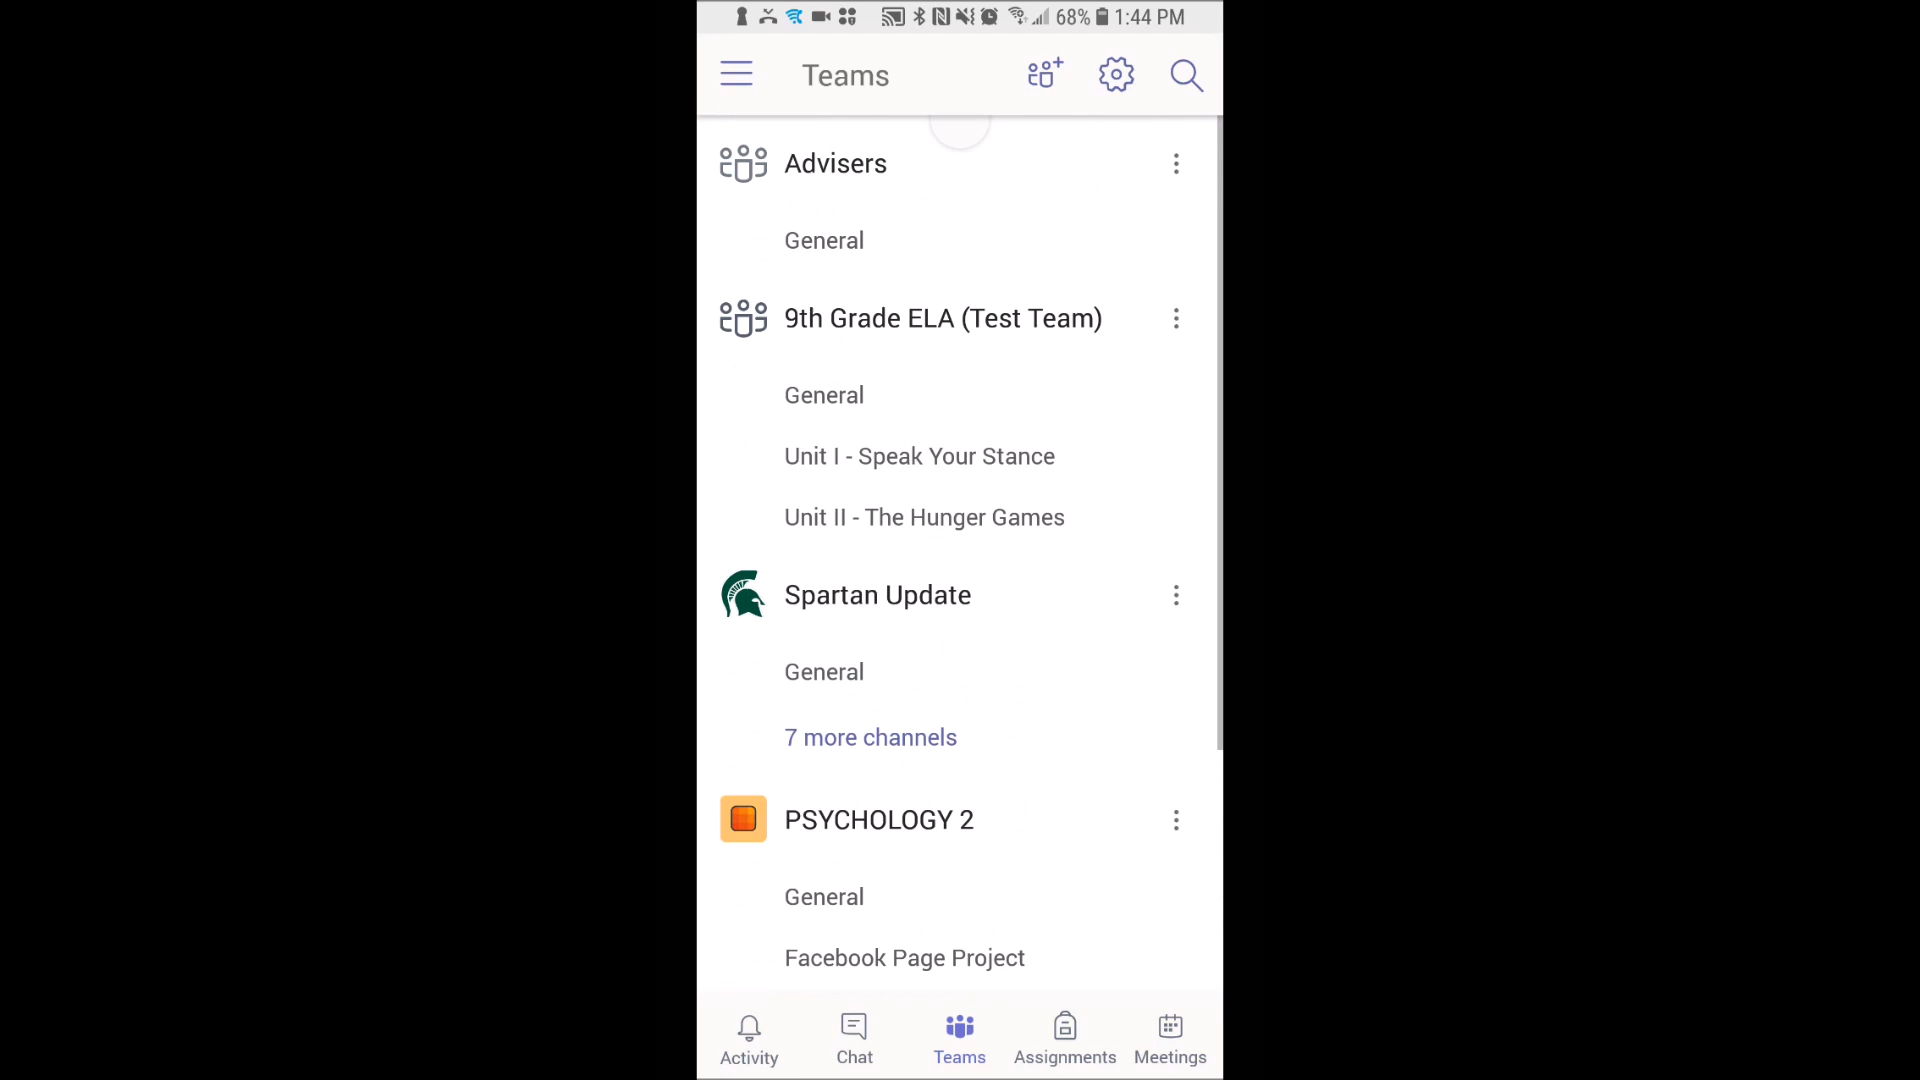 68% 1:44 PM
Teams
Advisers
General
9th Grade ELA (Test Team)
General
Unit I - Speak Your Stance
Unit II - The Hunger Games
Spartan Update
General
7 more channels
PSYCHOLOGY 2
General
Facebook Page Project
Activity Chat Teams Assignments Meetings